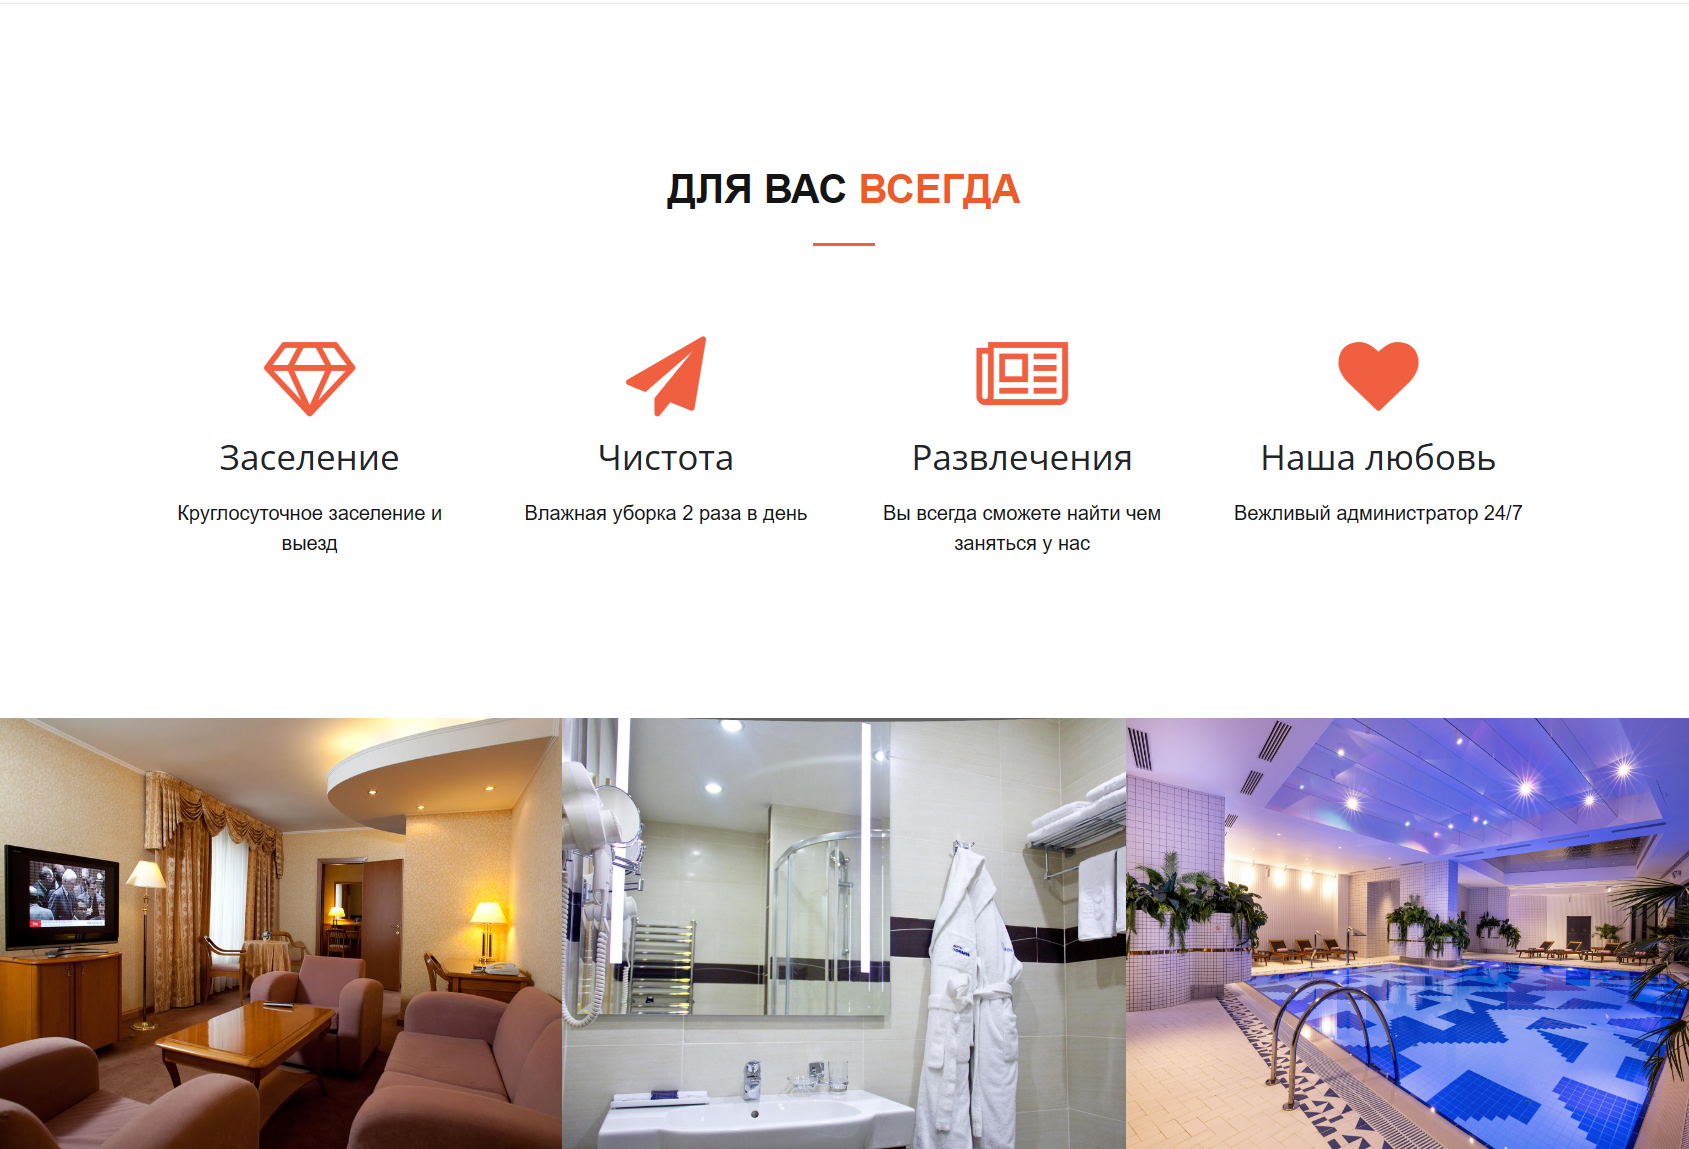 ДЛЯ ВАС ВСЕГДА
Заселение
Круглосуточное заселение и
выезд
Чистота
Влажная уборка 2 раза в день
Развлечения
Вы всегда сможете найти чем
заняться у нас
Наша любовь
Вежливый администратор 24/7